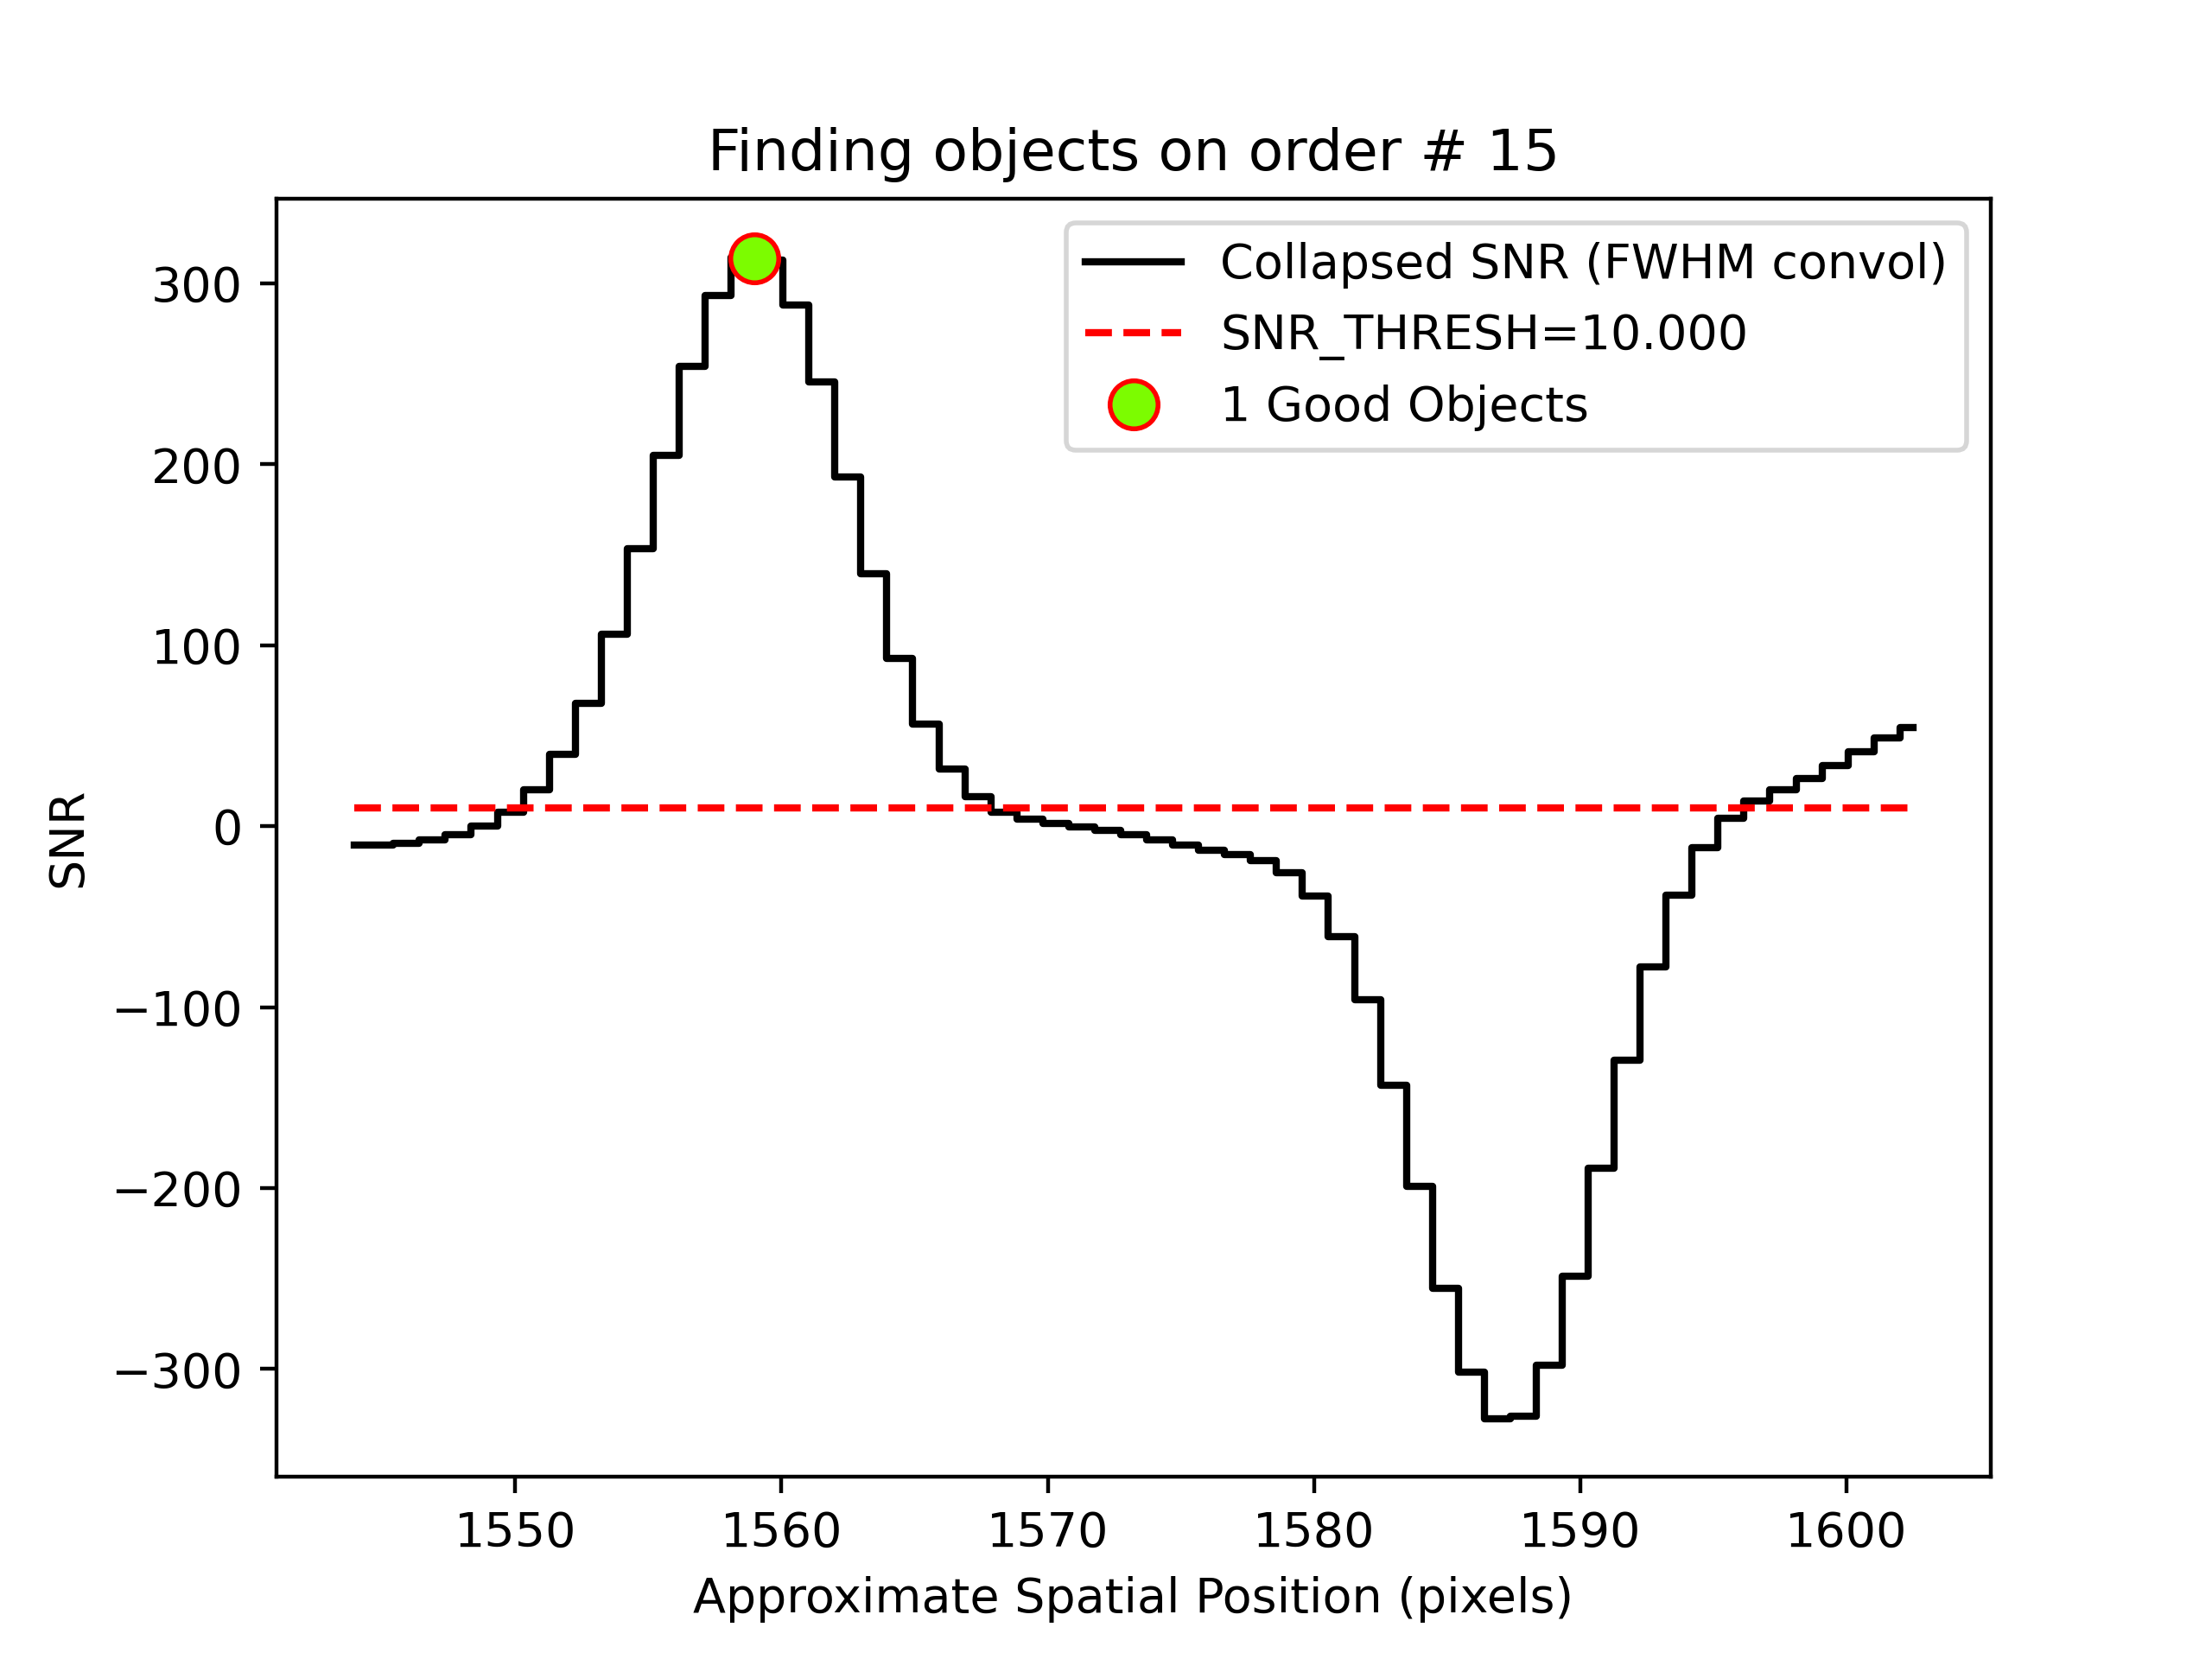 Finding objects on order # 15
Collapsed SNR (FWHM convol)
SNR_THRESH=10.000
1 Good Objects
300
200
100
0
−100
−200
−300
SNR
1550
1560
1570
1580
1590
1600
Approximate Spatial Position (pixels)